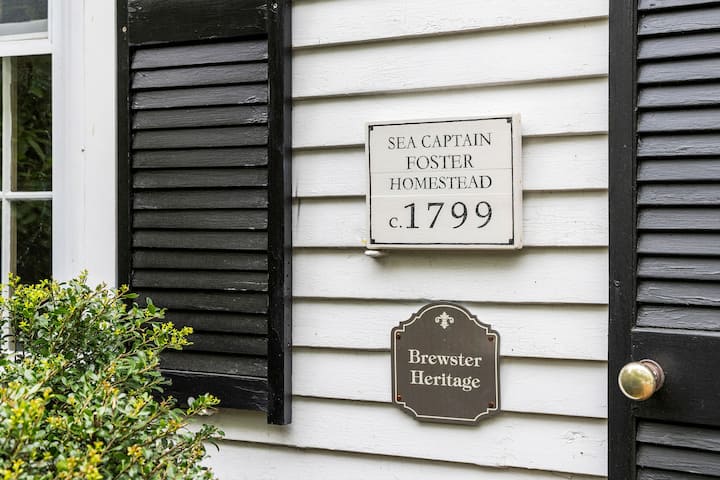 SEA CAPTAIN
FOSTER
HOMESTEAD
c. 1799
Brewster
Heritage